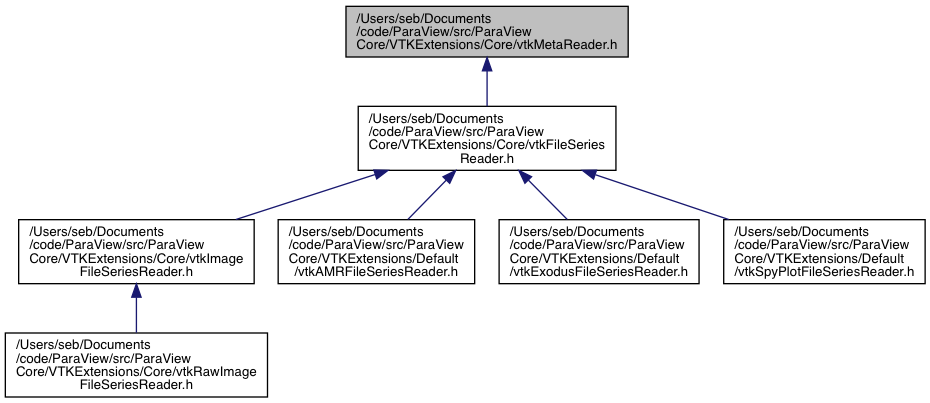 /Users/seb/Documents
/code/ParaView/src/ParaView
Core/VTKExtensions/Core/vtkMetaReader.h
/Users/seb/Documents
/code/ParaView/src/ParaView
Core/VTKExtensions/Core/vtkFileSeries
Reader.h
/Users/seb/Documents
/code/ParaView/src/ParaView
Core/VTKExtensions/Core/vtkImage
FileSeriesReader.h
/Users/seb/Documents
/code/ParaView/src/ParaView
Core/VTKExtensions/Default
/vtkAMRFileSeriesReader.h
/Users/seb/Documents
/code/ParaView/src/ParaView
Core/VTKExtensions/Default
/vtkExodusFileSeriesReader.h
/Users/seb/Documents
/code/ParaView/src/ParaView
Core/VTKExtensions/Default
/vtkSpyPlotFileSeriesReader.h
/Users/seb/Documents
/code/ParaView/src/ParaView
Core/VTKExtensions/Core/vtkRawImage
FileSeriesReader.h